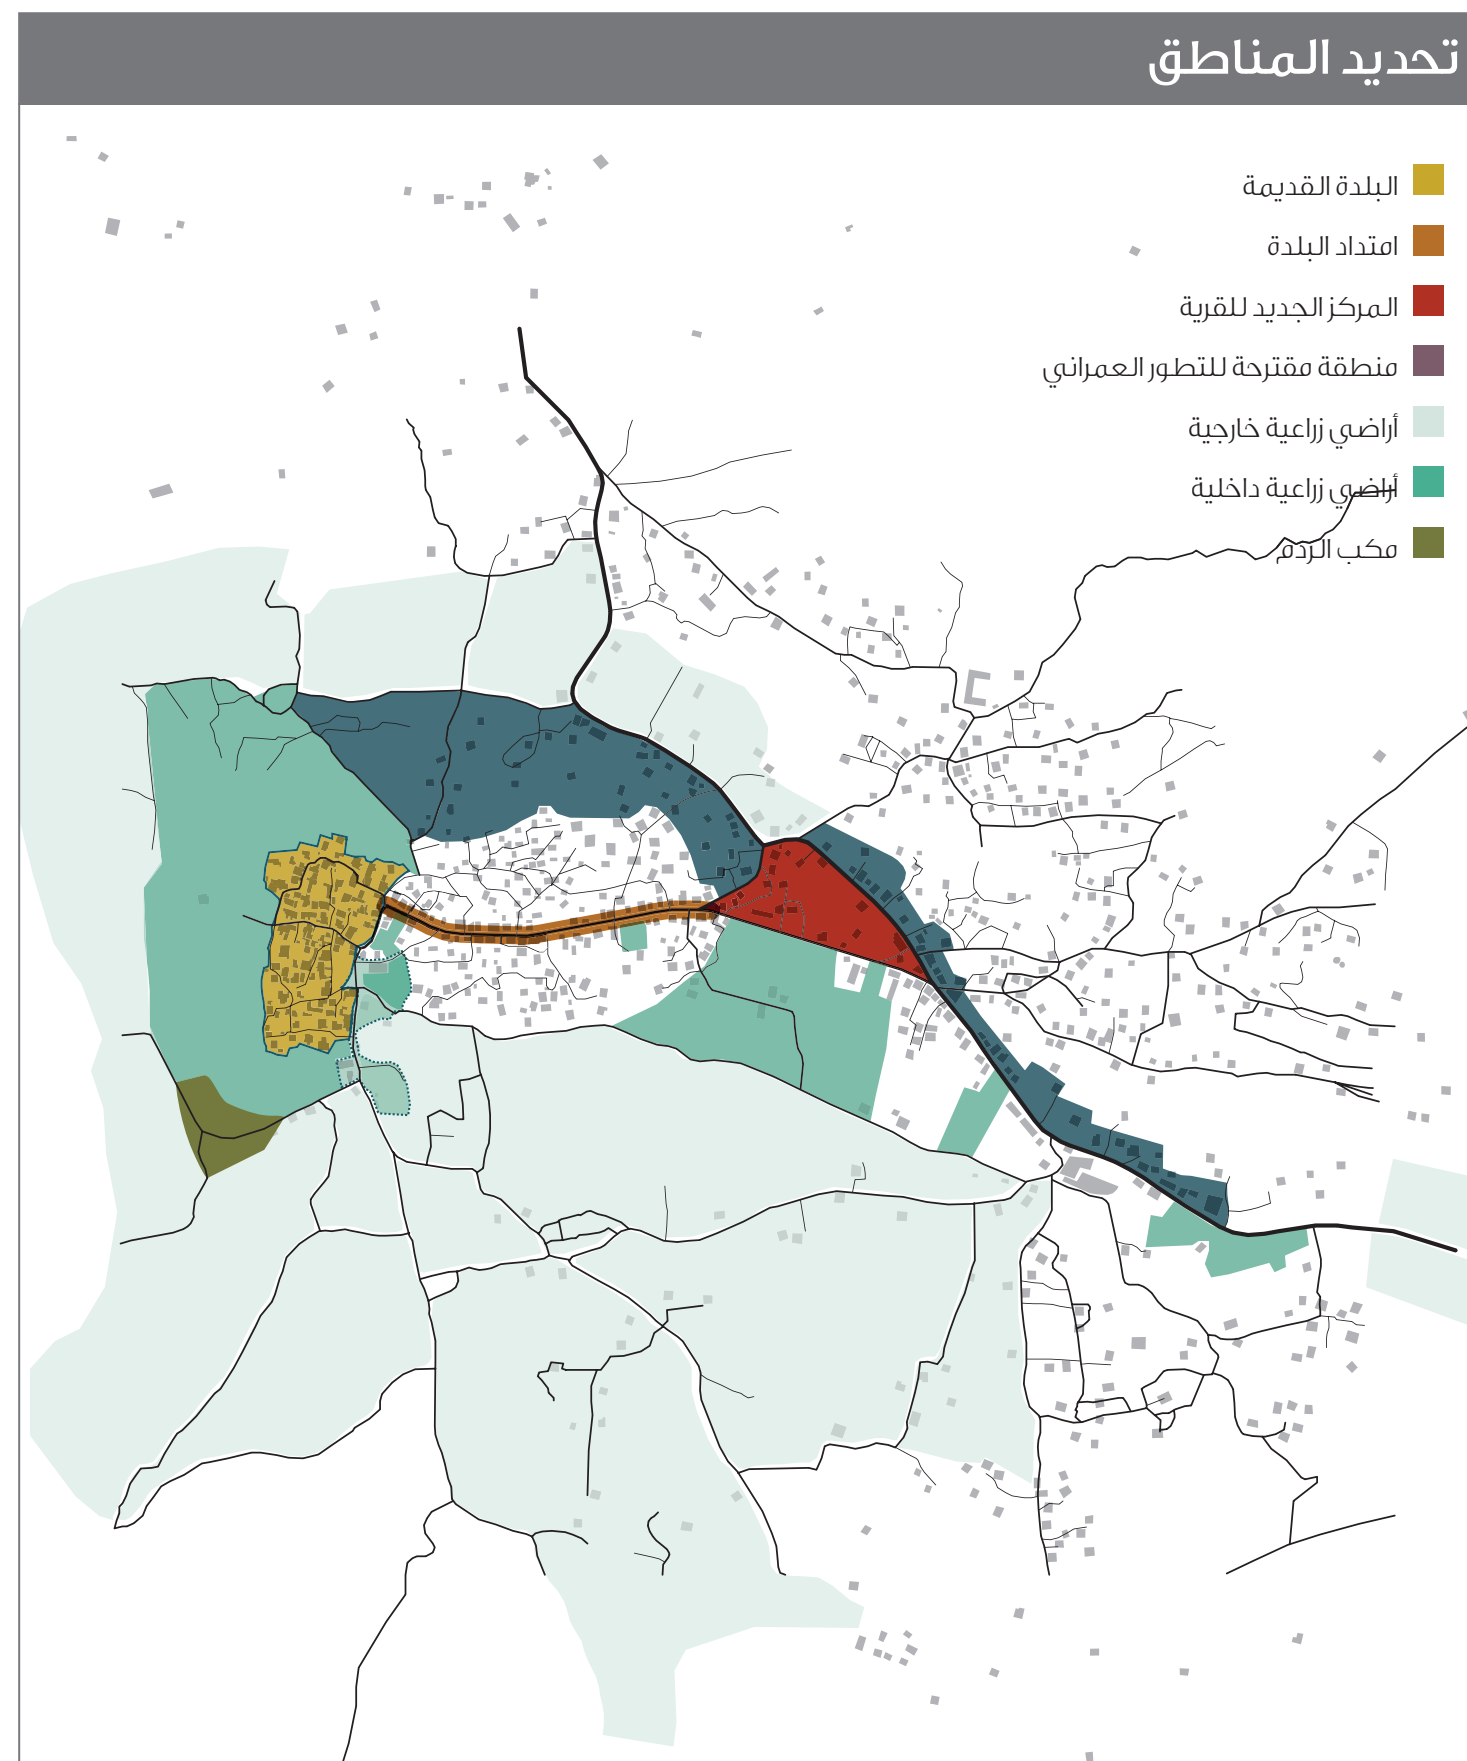 تحديد المناطق
البلدة القديمة
امتداد البلدة
المركز الجديد للقرية
منطقة مقترحة للتطور العمراني
أراضي زراعية خارجية
أراضي زراعية داخلية
مكب الردم